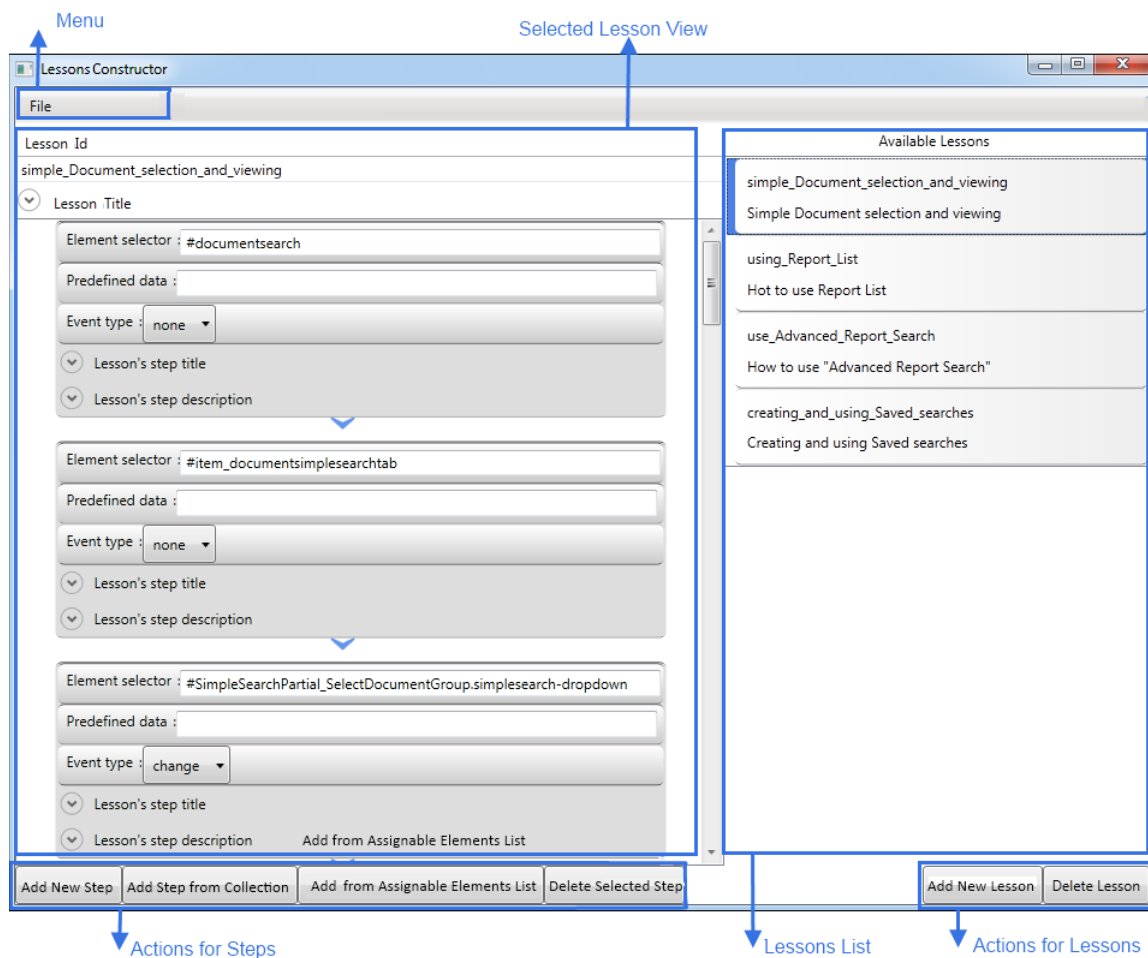 Menu
Selected Lesson View
Lessons Constructor
File
Lesson Id
simple_Document_selection_and_viewing
Lesson Title
Element selector : #documentsearch
Predefined data :
Event type : none
Lesson's step title
Lesson's step description
Element selector : #item_documentsimplesearchtab
Predefined data :
Event type : none
Lesson's step title
Lesson's step description
Element selector : #SimpleSearchPartial_SelectDocumentGroup.simplesearch-dropdown
Predefined data :
Event type : change
Lesson's step title
Lesson's step description Add from Assignable Elements List
Available Lessons
simple_Document_selection_and_viewing
Simple Document selection and viewing
using_Report_List
Hot to use Report List
use_Advanced_Report_Search
How to use "Advanced Report Search"
creating_and_using_Saved_searches
Creating and using Saved searches
Add New Step Add Step from Collection Add from Assignable Elements List Delete Selected Step
Add New Lesson Delete Lesson
Actions for Steps
Lessons List
Actions for Lessons